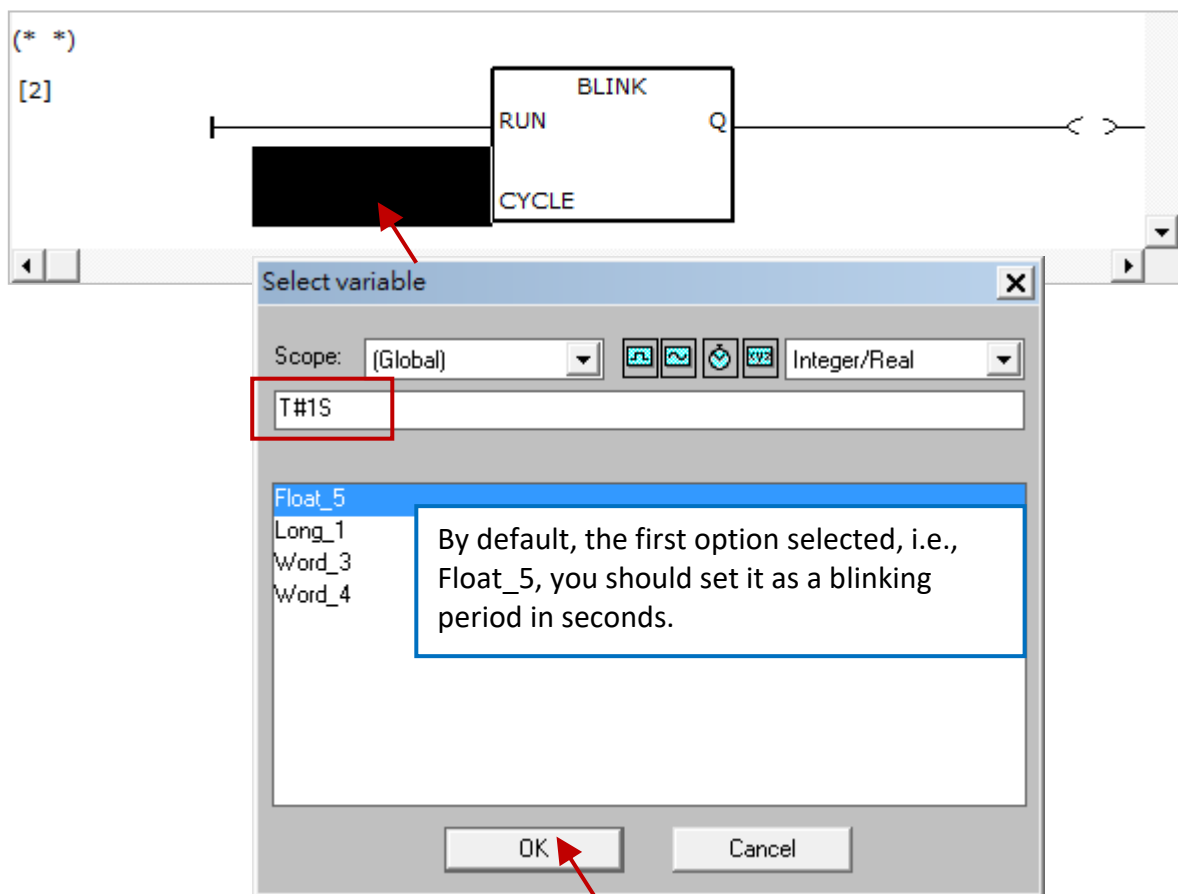 (* *)
[2]
BLINK
RUN Q
CYCLE
Select variable
Scope: (Global) xyz Integer/Real
T#1S
Float_5
Long_1
Word_3
Word_4
By default, the first option selected, i.e.,
Float_5, you should set it as a blinking
period in seconds.
OK Cancel